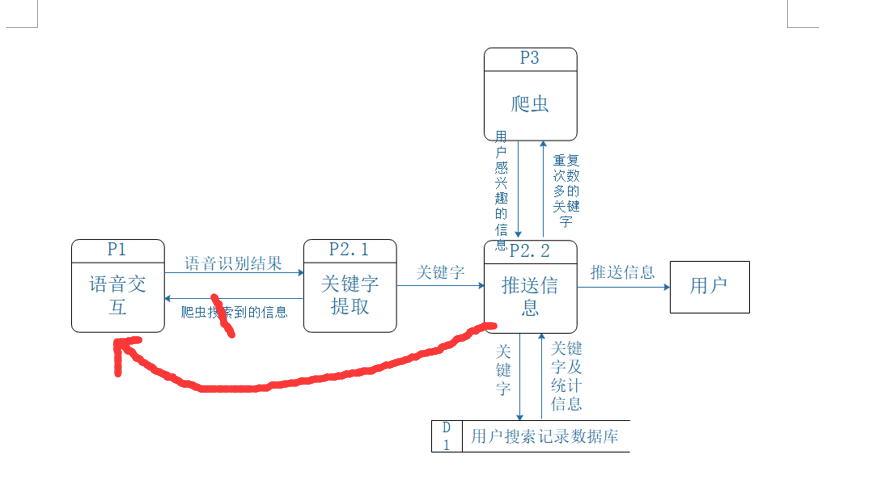 P3
爬虫
用
户
感
兴
趣
的
信
息
重复
次数
多的
关键
字
P1
语音交
互
语音识别结果
爬虫搜索到的信息
P2.1
关键字
提取
关键字
P2.2
推送信
息
推送信息
用户
关
键
字
关键
字及
统计
信息
D
1
用户搜索记录数据库